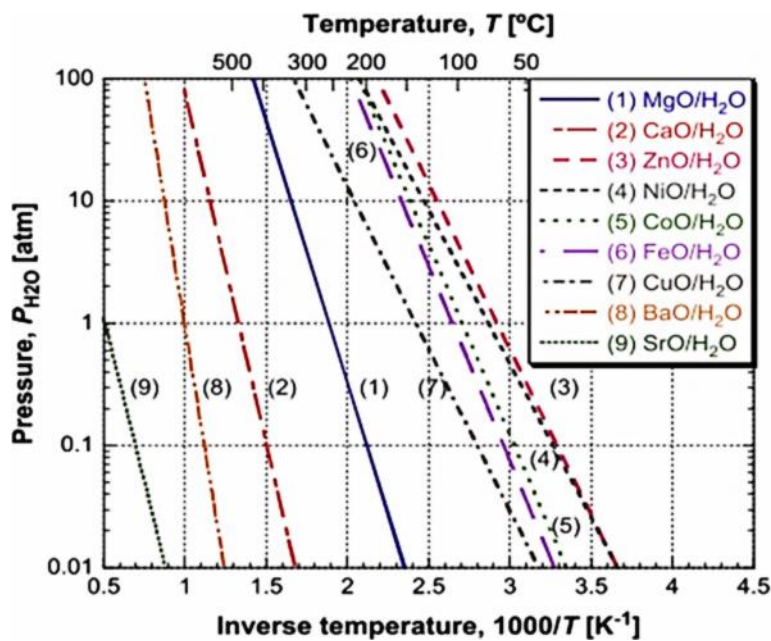 Temperature, T [ºC]
500 300 200 100 50
100
10
1
0.1
0.01
Pressure, P_H2O [atm]
(1) MgO/H₂O
(2) CaO/H₂O
(3) ZnO/H₂O
(4) NiO/H₂O
(5) CoO/H₂O
(6) FeO/H₂O
(7) CuO/H₂O
(8) BaO/H₂O
(9) SrO/H₂O
(6)
(9) (8) (2) (1) (7) (3)
(4)
(5)
0.5 1 1.5 2 2.5 3 3.5 4 4.5
Inverse temperature, 1000/T [K⁻¹]